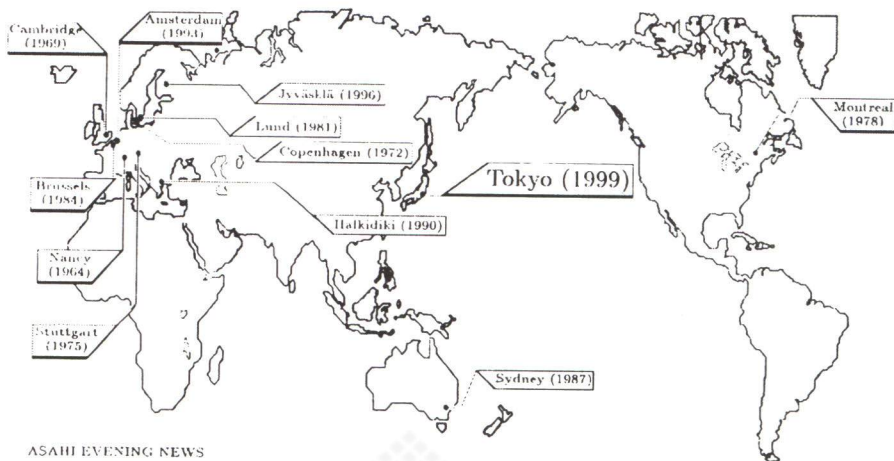 Cambridge
(1969)
Amsterdam
(1993)
Jyväsklä (1996)
Lund (1981)
Copenhagen (1972)
Montreal
(1978)
Tokyo (1999)
Brussels
(1984)
Halkidiki (1990)
Nancy
(1964)
Stuttgart
(1975)
Sydney (1987)
ASAHI EVENING NEWS